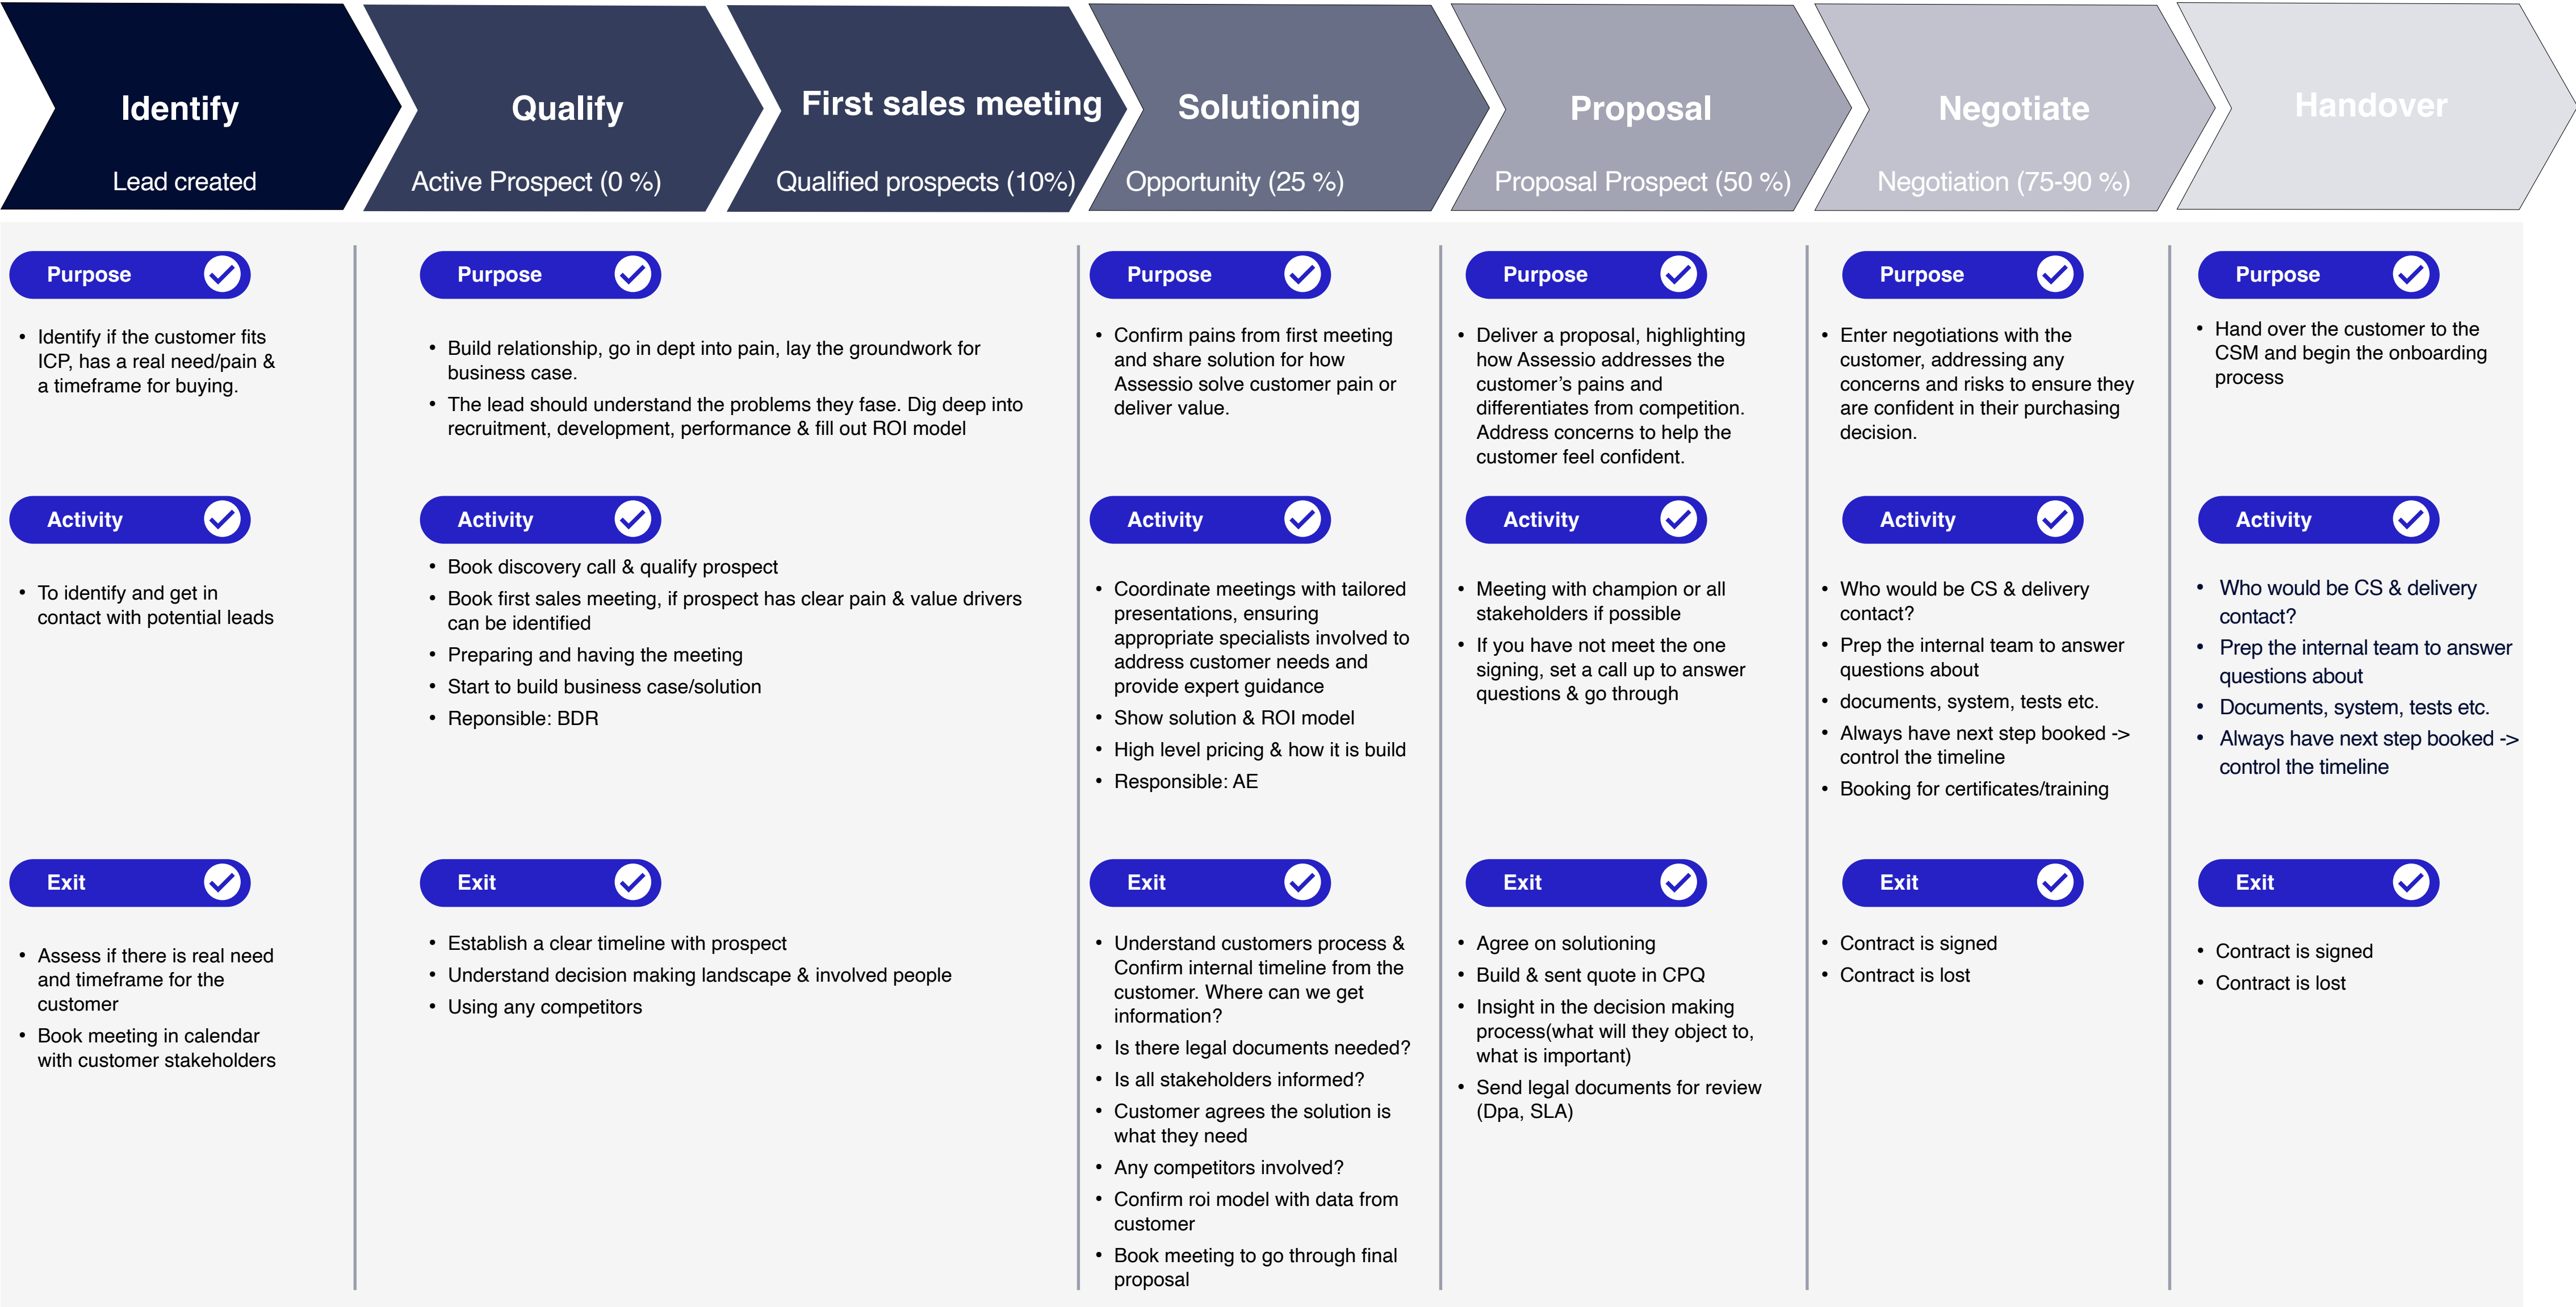 Identify
Lead created
Qualify
Active Prospect (0 %)
First sales meeting
Qualified prospects (10%)
Solutioning
Opportunity (25 %)
Proposal
Proposal Prospect (50 %)
Negotiate
Negotiation (75-90 %)
Handover
Purpose
• Identify if the customer fits
ICP, has a real need/pain &
a timeframe for buying.
Activity
• To identify and get in
contact with potential leads
Exit
• Assess if there is real need
and timeframe for the
customer
• Book meeting in calendar
with customer stakeholders
Purpose
• Build relationship, go in dept into pain, lay the groundwork for
business case.
• The lead should understand the problems they fase. Dig deep into
recruitment, development, performance & fill out ROI model
Activity
• Book discovery call & qualify prospect
• Book first sales meeting, if prospect has clear pain & value drivers
can be identified
• Preparing and having the meeting
• Start to build business case/solution
• Reponsible: BDR
Exit
• Establish a clear timeline with prospect
• Understand decision making landscape & involved people
• Using any competitors
Purpose
• Confirm pains from first meeting
and share solution for how
Assessio solve customer pain or
deliver value.
Activity
• Coordinate meetings with tailored
presentations, ensuring
appropriate specialists involved to
address customer needs and
provide expert guidance
• Show solution & ROI model
• High level pricing & how it is build
• Responsible: AE
Exit
• Understand customers process &
Confirm internal timeline from the
customer. Where can we get
information?
• Is there legal documents needed?
• Is all stakeholders informed?
• Customer agrees the solution is
what they need
• Any competitors involved?
• Confirm roi model with data from
customer
• Book meeting to go through final
proposal
Purpose
• Deliver a proposal, highlighting
how Assessio addresses the
customer’s pains and
differentiates from competition.
Address concerns to help the
customer feel confident.
Activity
• Meeting with champion or all
stakeholders if possible
• If you have not meet the one
signing, set a call up to answer
questions & go through
Exit
• Agree on solutioning
• Build & sent quote in CPQ
• Insight in the decision making
process(what will they object to,
what is important)
• Send legal documents for review
(Dpa, SLA)
Purpose
• Enter negotiations with the
customer, addressing any
concerns and risks to ensure they
are confident in their purchasing
decision.
Activity
• Who would be CS & delivery
contact?
• Prep the internal team to answer
questions about
• documents, system, tests etc.
• Always have next step booked ->
control the timeline
• Booking for certificates/training
Exit
• Contract is signed
• Contract is lost
Purpose
• Hand over the customer to the
CSM and begin the onboarding
process
Activity
• Who would be CS & delivery
contact?
• Prep the internal team to answer
questions about
• Documents, system, tests etc.
• Always have next step booked ->
control the timeline
Exit
• Contract is signed
• Contract is lost